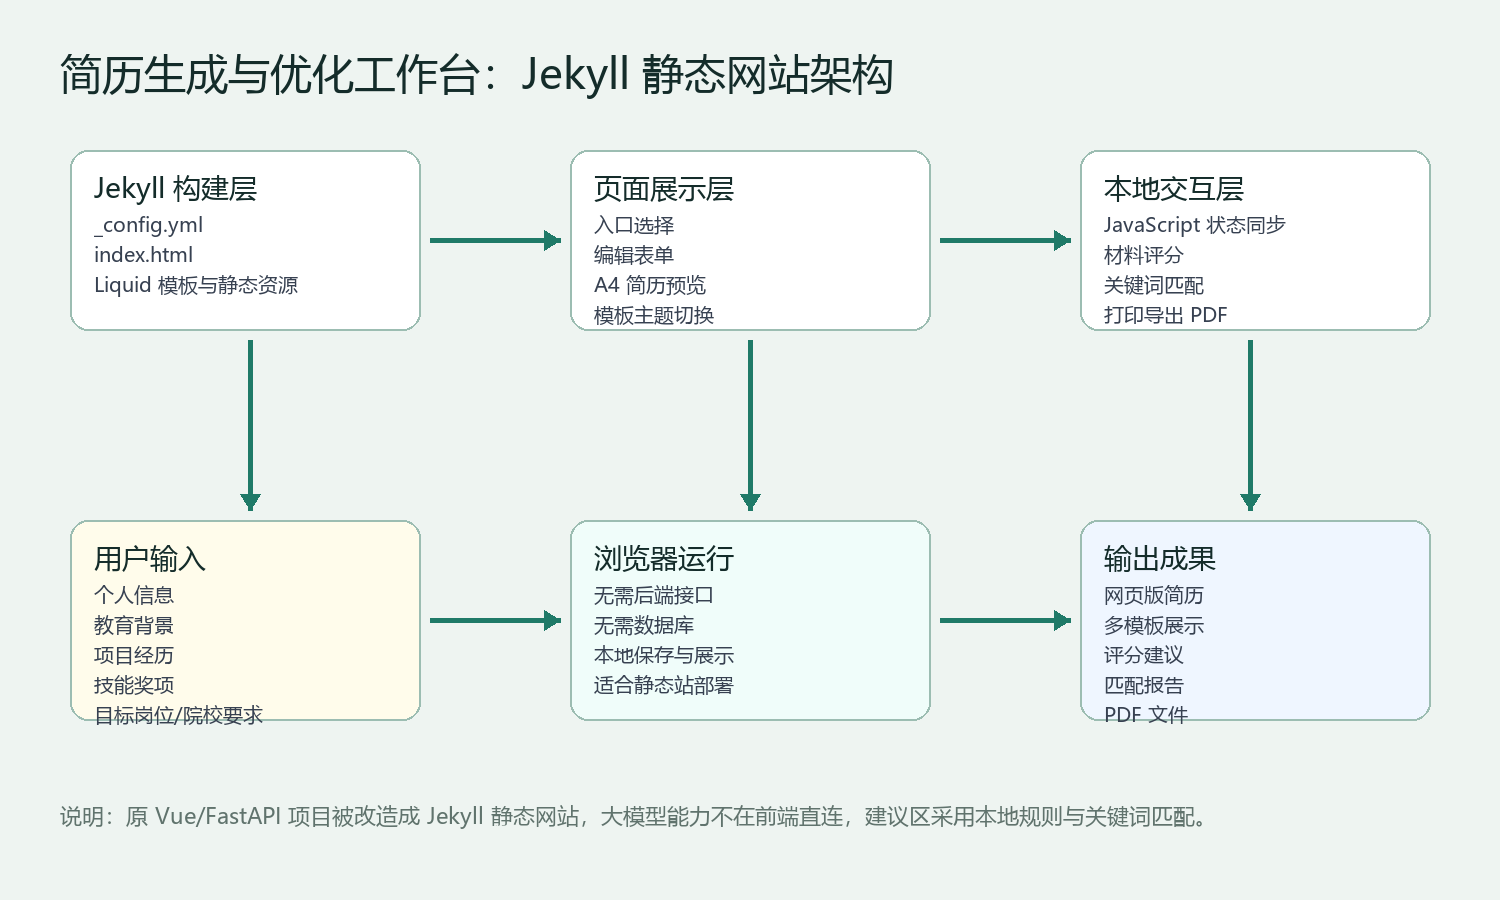 简历生成与优化工作台：Jekyll 静态网站架构
Jekyll 构建层
_config.yml
index.html
Liquid 模板与静态资源
页面展示层
入口选择
编辑表单
A4 简历预览
模板主题切换
本地交互层
JavaScript 状态同步
材料评分
关键词匹配
打印导出 PDF
用户输入
个人信息
教育背景
项目经历
技能奖项
目标岗位/院校要求
浏览器运行
无需后端接口
无需数据库
本地保存与展示
适合静态站部署
输出成果
网页版简历
多模板展示
评分建议
匹配报告
PDF 文件
说明：原 Vue/FastAPI 项目被改造成 Jekyll 静态网站，大模型能力不在前端直连，建议区采用本地规则与关键词匹配。